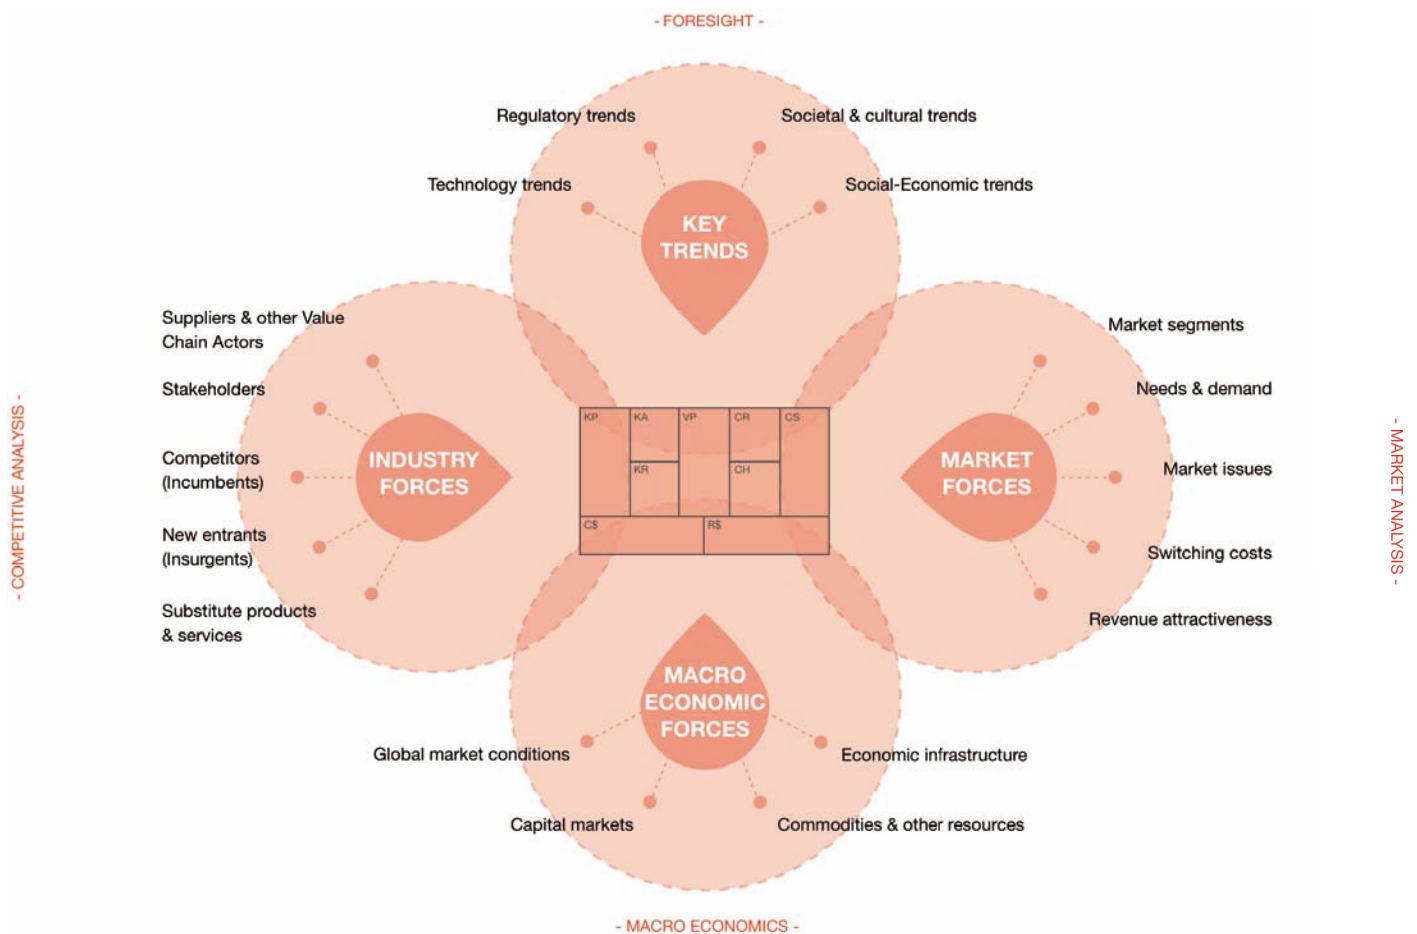 - FORESIGHT -
Regulatory trends
Societal & cultural trends
Technology trends
Social-Economic trends
KEY
TRENDS
- COMPETITIVE ANALYSIS -
Suppliers & other Value
Chain Actors
Stakeholders
Competitors
(Incumbents)
New entrants
(Insurgents)
Substitute products
& services
INDUSTRY
FORCES
KP
KA
VP
CR
CS
KR
CH
C$
R$
MARKET
FORCES
Market segments
Needs & demand
Market issues
Switching costs
Revenue attractiveness
- MARKET ANALYSIS -
MACRO
ECONOMIC
FORCES
Global market conditions
Economic infrastructure
Capital markets
Commodities & other resources
- MACRO ECONOMICS -